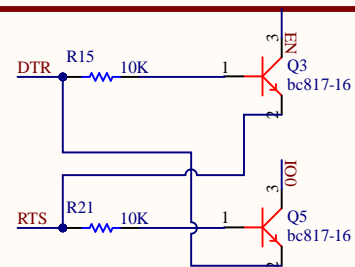 EN
3
R15
10K
1
Q3
DTR
bc817-16
2
IO0
3
R21
10K
1
Q5
RTS
bc817-16
2